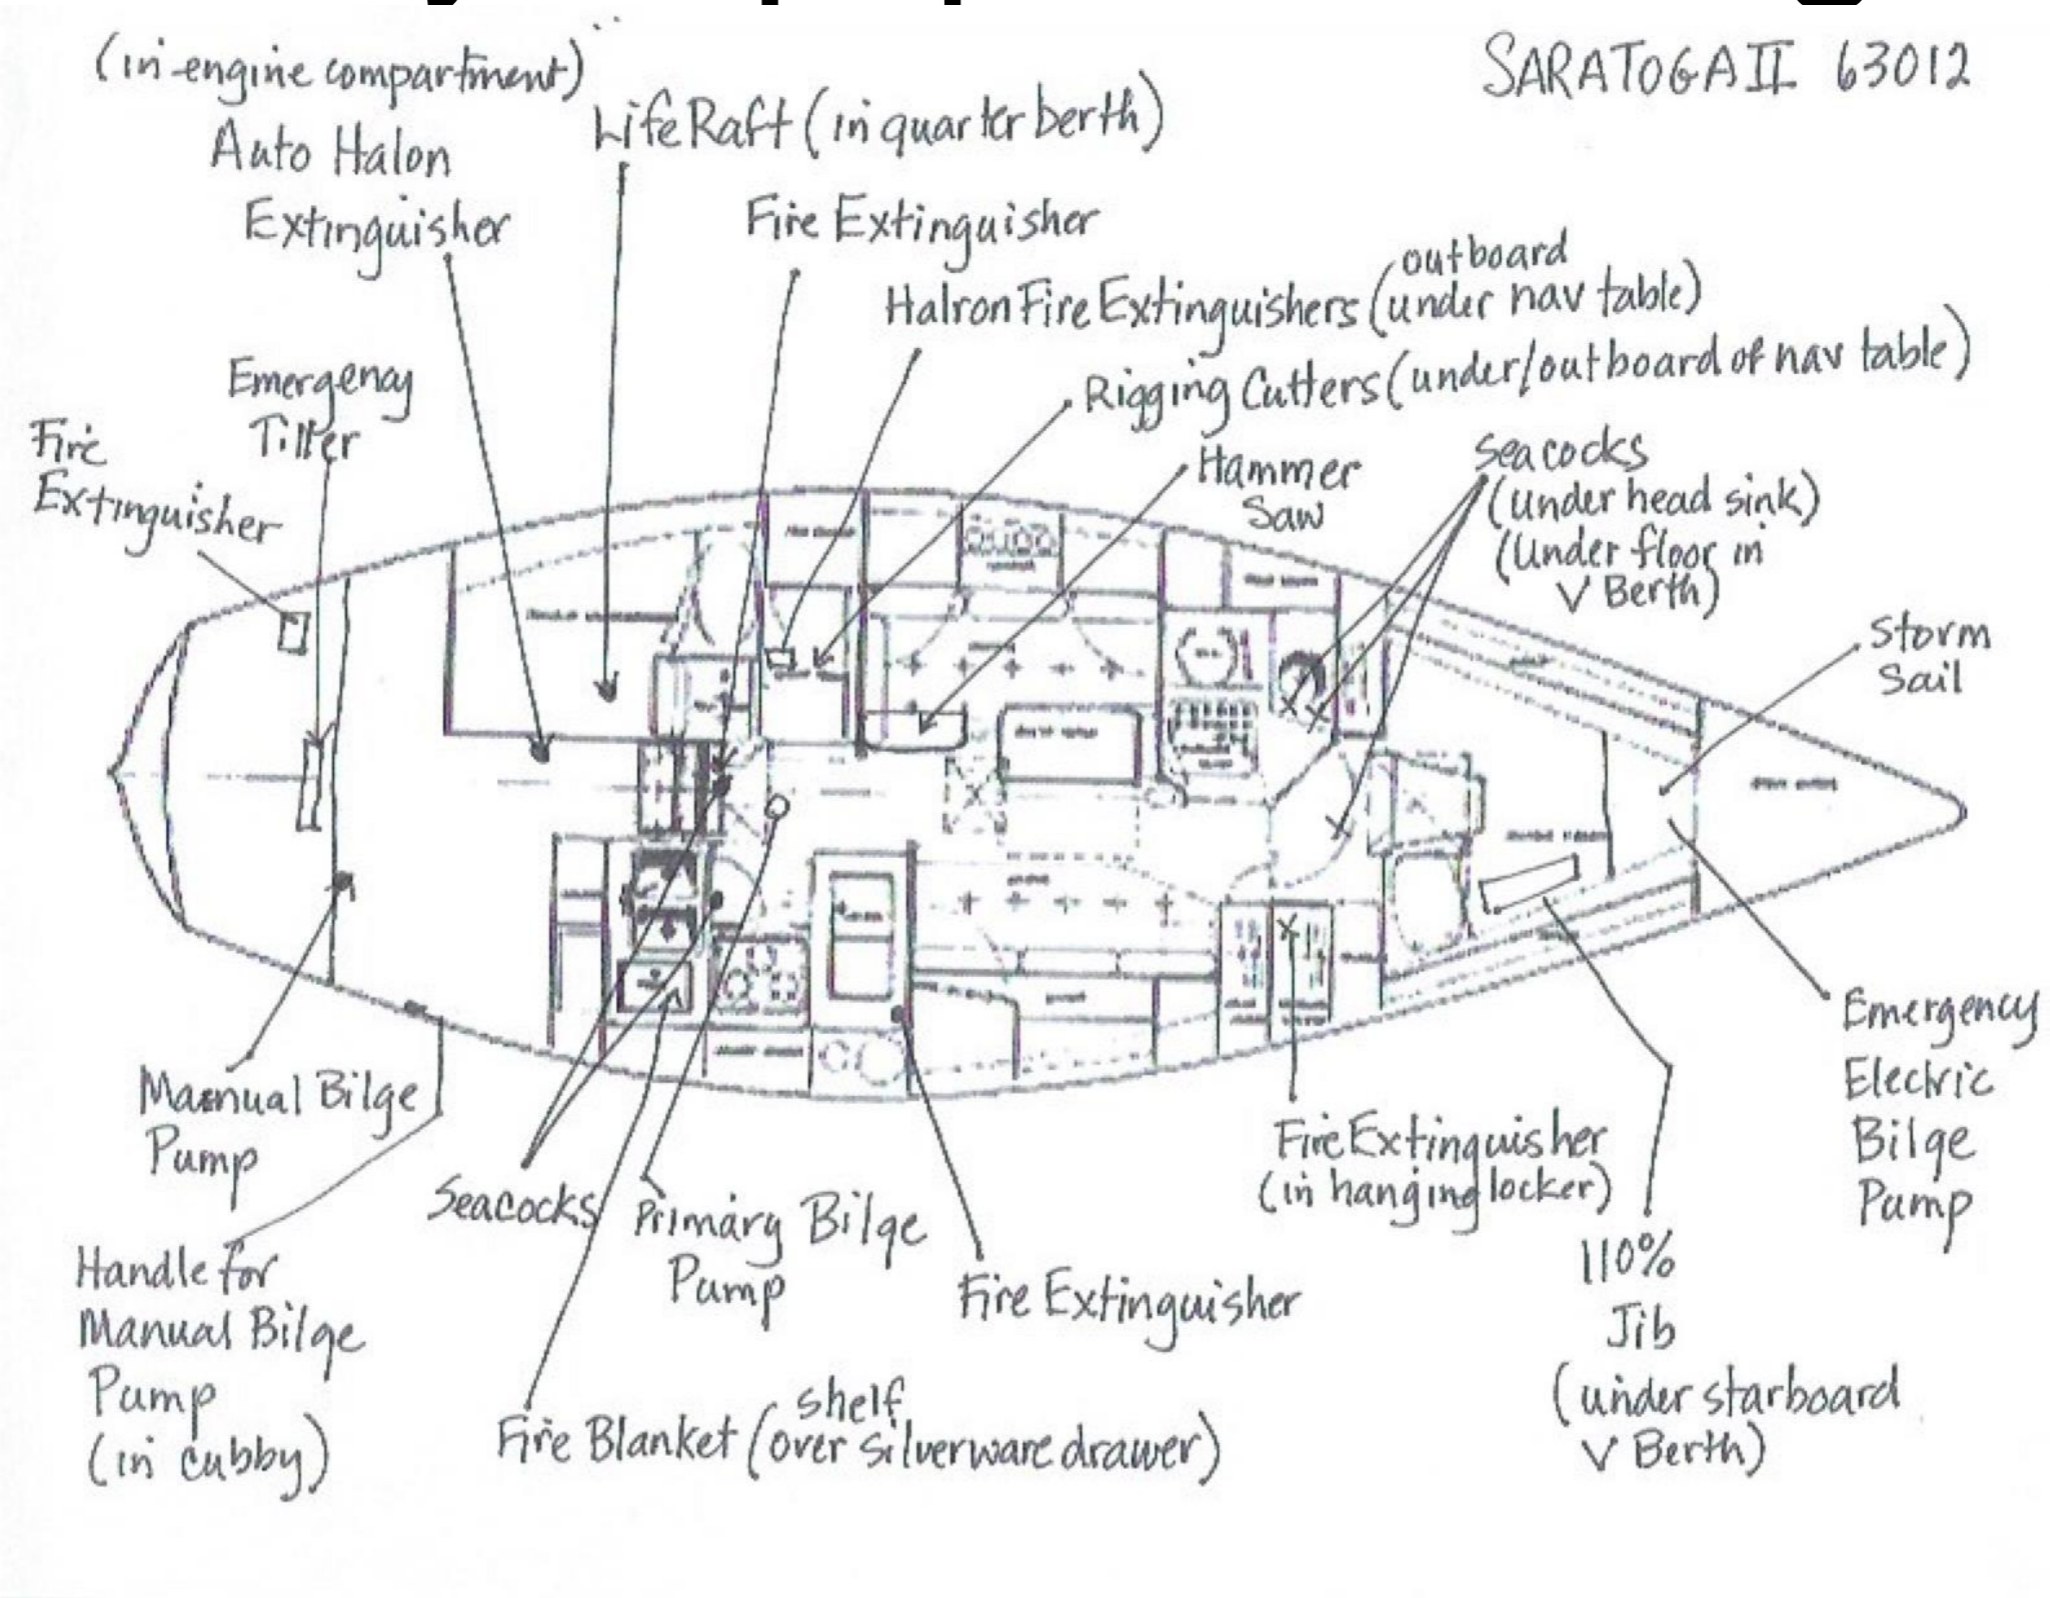 SARATOGA II 63012
(in engine compartment)
Auto Halon
Extinguisher
Life Raft (in quarter berth)
Fire Extinguisher
Halron Fire Extinguishers (under nav table)
outboard
Rigging Cutters (under/outboard of nav table)
Emergency
Tiller
Fire
Extinguisher
Hammer
Saw
Seacocks
(under head sink)
(Under floor in
V Berth)
Storm
Sail
Manual Bilge
Pump
Handle for
Manual Bilge
Pump
(in cubby)
Seacocks
Primary Bilge
Pump
Fire Blanket (over silverware drawer)
shelf
Fire Extinguisher
Fire Extinguisher
(in hanging locker)
110%
Jib
(under starboard
V Berth)
Emergency
Electric
Bilge
Pump